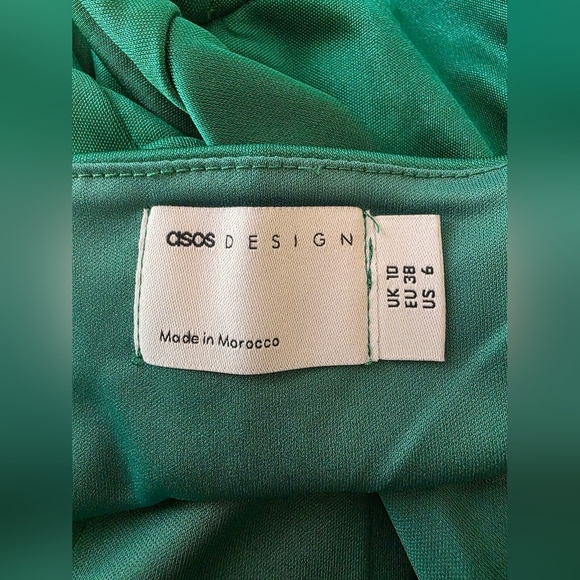 asos DESIGN
Made in Morocco
UK 10
EU 38
US 6